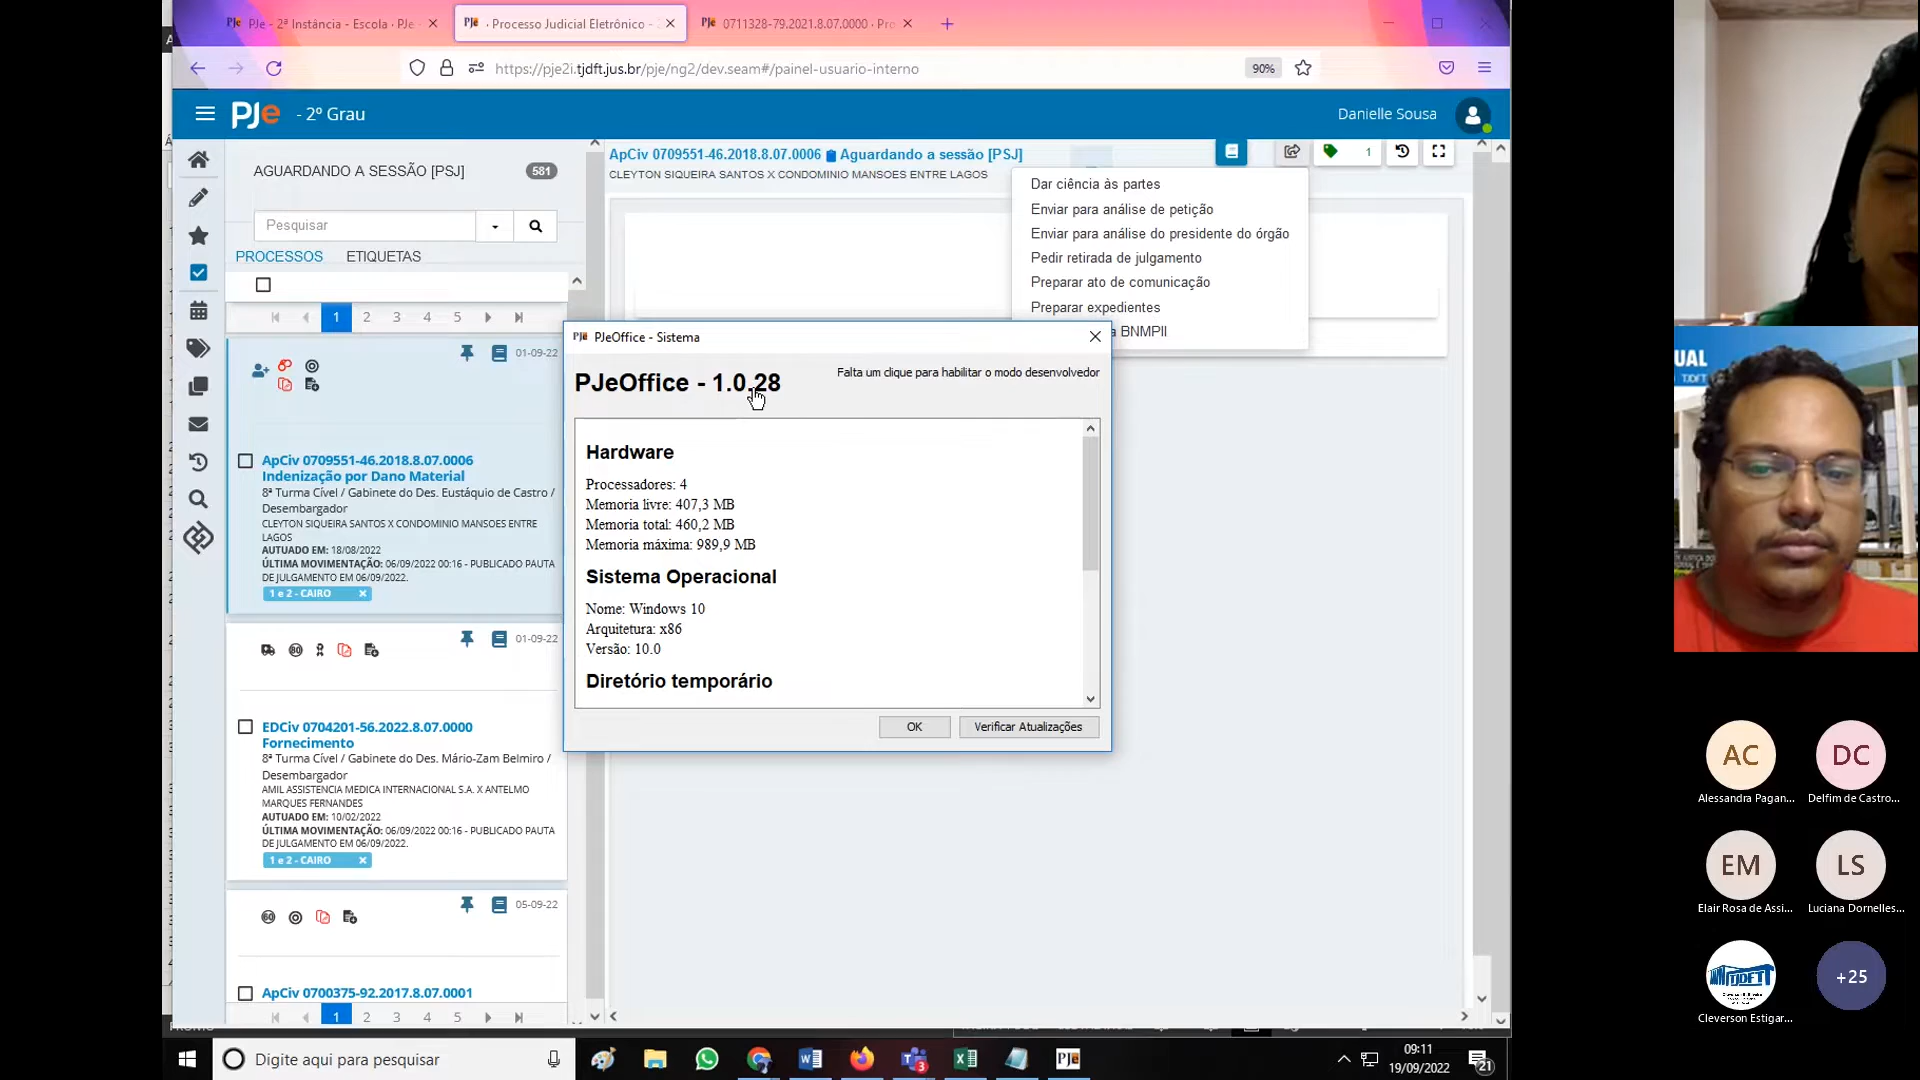 PJe - 2ª Instância - Escola · PJe
· Processo Judicial Eletrônico -
0711328-79.2021.8.07.0000 · Pro
https://pje2i.tjdft.jus.br/pje/ng2/dev.seam#/painel-usuario-interno
90%
PJe - 2º Grau
Danielle Sousa
AGUARDANDO A SESSÃO [PSJ]
581
Pesquisar
PROCESSOS ETIQUETAS
1 2 3 4 5
01-09-22
ApCiv 0709551-46.2018.8.07.0006
Indenização por Dano Material
8ª Turma Cível / Gabinete do Des. Eustáquio de Castro /
Desembargador
CLEYTON SIQUEIRA SANTOS X CONDOMINIO MANSOES ENTRE
LAGOS
AUTUADO EM: 18/08/2022
ÚLTIMA MOVIMENTAÇÃO: 06/09/2022 00:16 - PUBLICADO PAUTA
DE JULGAMENTO EM 06/09/2022.
1 e 2 - CAIRO
01-09-22
EDCiv 0704201-56.2022.8.07.0000
Fornecimento
8ª Turma Cível / Gabinete do Des. Mário-Zam Belmiro /
Desembargador
AMIL ASSISTENCIA MEDICA INTERNACIONAL S.A. X ANTELMO
MARQUES FERNANDES
AUTUADO EM: 10/02/2022
ÚLTIMA MOVIMENTAÇÃO: 06/09/2022 00:16 - PUBLICADO PAUTA
DE JULGAMENTO EM 06/09/2022.
1 e 2 - CAIRO
05-09-22
ApCiv 0700375-92.2017.8.07.0001
1 2 3 4 5
ApCiv 0709551-46.2018.8.07.0006 Aguardando a sessão [PSJ]
CLEYTON SIQUEIRA SANTOS X CONDOMINIO MANSOES ENTRE LAGOS
1
Dar ciência às partes
Enviar para análise de petição
Enviar para análise do presidente do órgão
Pedir retirada de julgamento
Preparar ato de comunicação
Preparar expedientes
a BNMPII
PJe PJeOffice - Sistema
PJeOffice - 1.0.28
Falta um clique para habilitar o modo desenvolvedor
Hardware
Processadores: 4
Memoria livre: 407,3 MB
Memoria total: 460,2 MB
Memoria máxima: 989,9 MB
Sistema Operacional
Nome: Windows 10
Arquitetura: x86
Versão: 10.0
Diretório temporário
OK
Verificar Atualizações
Digite aqui para pesquisar
3
PJe
09:11
19/09/2022
21
UAL
TJDFT
AC
Alessandra Pagan...
DC
Delfim de Castro...
EM
Elair Rosa de Assi...
LS
Luciana Dornelles...
TJDFT
Cleverson Estigar...
+25